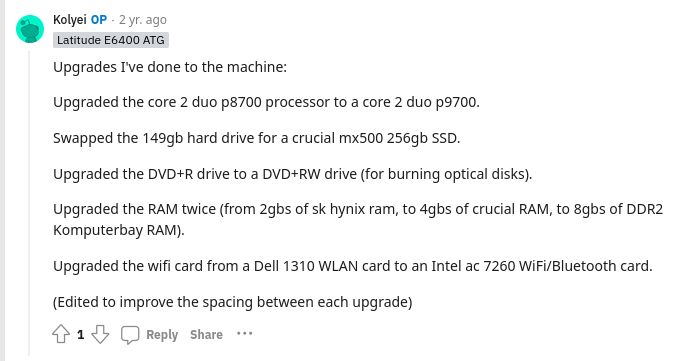 Kolyei OP · 2 yr. ago
Latitude E6400 ATG
Upgrades I've done to the machine:
Upgraded the core 2 duo p8700 processor to a core 2 duo p9700.
Swapped the 149gb hard drive for a crucial mx500 256gb SSD.
Upgraded the DVD+R drive to a DVD+RW drive (for burning optical disks).
Upgraded the RAM twice (from 2gbs of sk hynix ram, to 4gbs of crucial RAM, to 8gbs of DDR2
Komputerbay RAM).
Upgraded the wifi card from a Dell 1310 WLAN card to an Intel ac 7260 WiFi/Bluetooth card.
(Edited to improve the spacing between each upgrade)
1 Reply Share ···